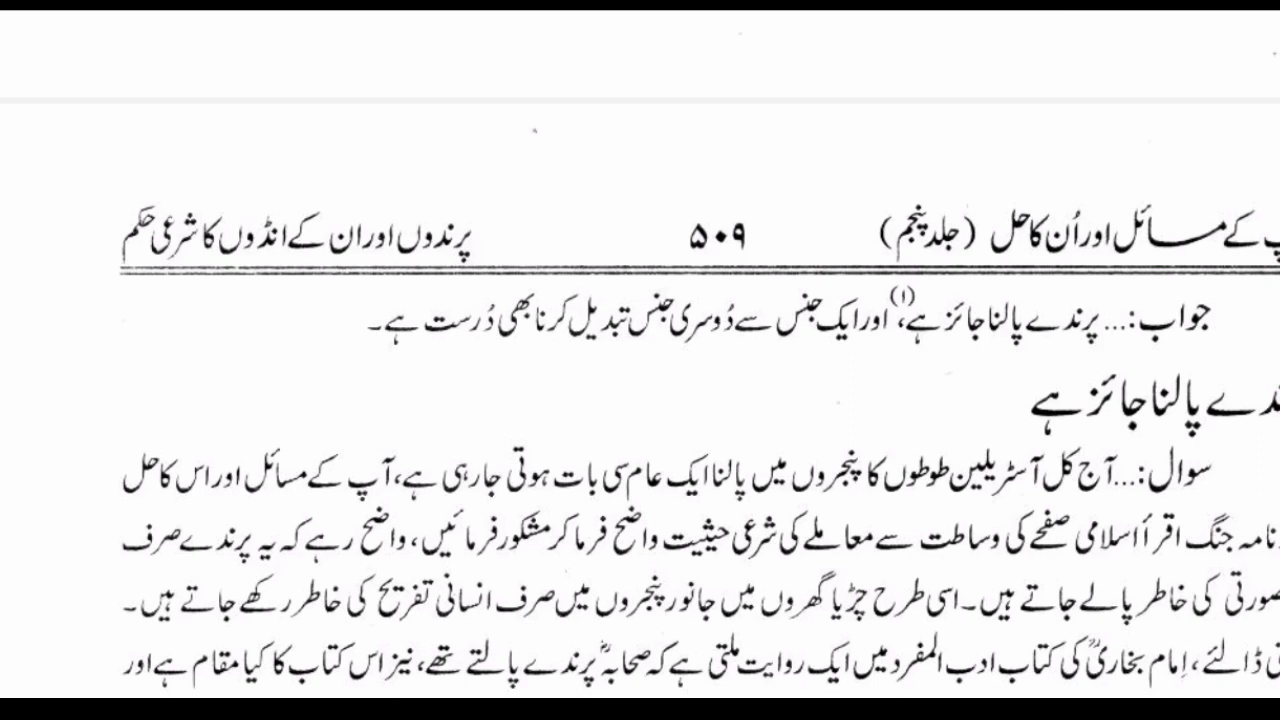 کے مسائل اور اُن کا حل (جلد پنجم) ۵۰۹ پرندوں اور ان کے انڈوں کا شرعی حکم
جواب:... پرندے پالنا جائز ہے،(۱) اور ایک جنس سے دُوسری جنس تبدیل کرنا بھی دُرست ہے۔
پالنا جائز ہے
سوال:... آج کل آسٹریلین طوطوں کا پنجروں میں پالنا ایک عام سی بات ہوتی جارہی ہے، آپ کے مسائل اور اس کا حل
نامہ جنگ اقرأ اسلامی صفحے کی وساطت سے معاملے کی شرعی حیثیت واضح فرما کر مشکور فرمائیں، واضح رہے کہ یہ پرندے صرف
صورتی کی خاطر پالے جاتے ہیں۔ اسی طرح چڑیا گھروں میں جانور پنجروں میں صرف انسانی تفریح کی خاطر رکھے جاتے ہیں۔
ڈالئے، اِمام بخاریؒ کی کتاب ادب المفرد میں ایک روایت ملتی ہے کہ صحابہؓ پرندے پالتے تھے، نیز اس کتاب کا کیا مقام ہے اور